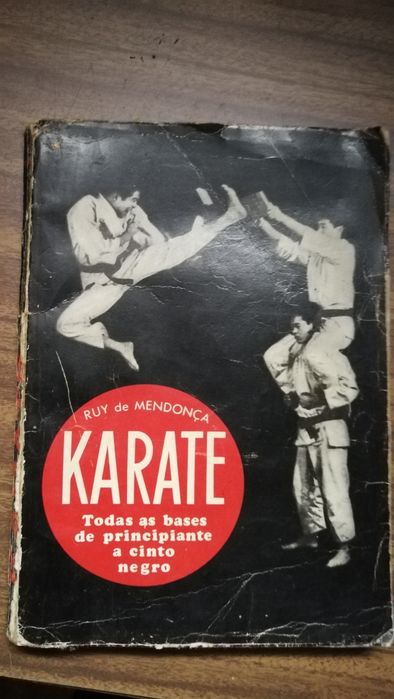 RUY de MENDONÇA
KARATE
Todas as bases
de principiante
a cinto
negro